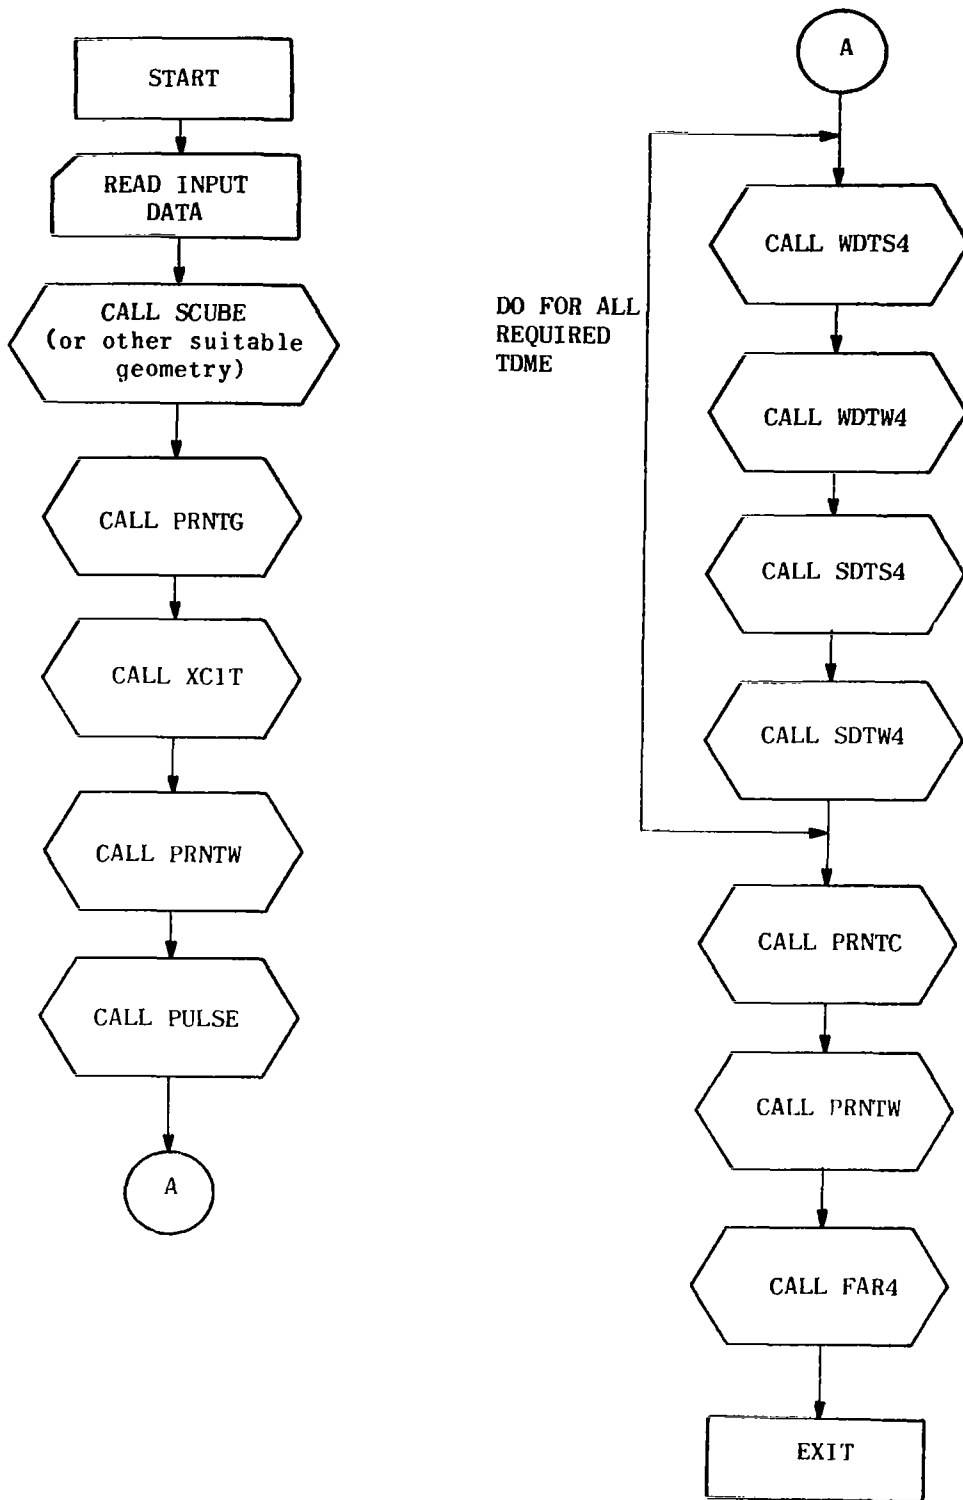 START
READ INPUT
DATA
CALL SCUBE
(or other suitable
geometry)
CALL PRNTG
CALL XC1T
CALL PRNTW
CALL PULSE
A
A
DO FOR ALL
REQUIRED
TDME
CALL WDTS4
CALL WDTW4
CALL SDTS4
CALL SDTW4
CALL PRNTC
CALL PRNTW
CALL FAR4
EXIT